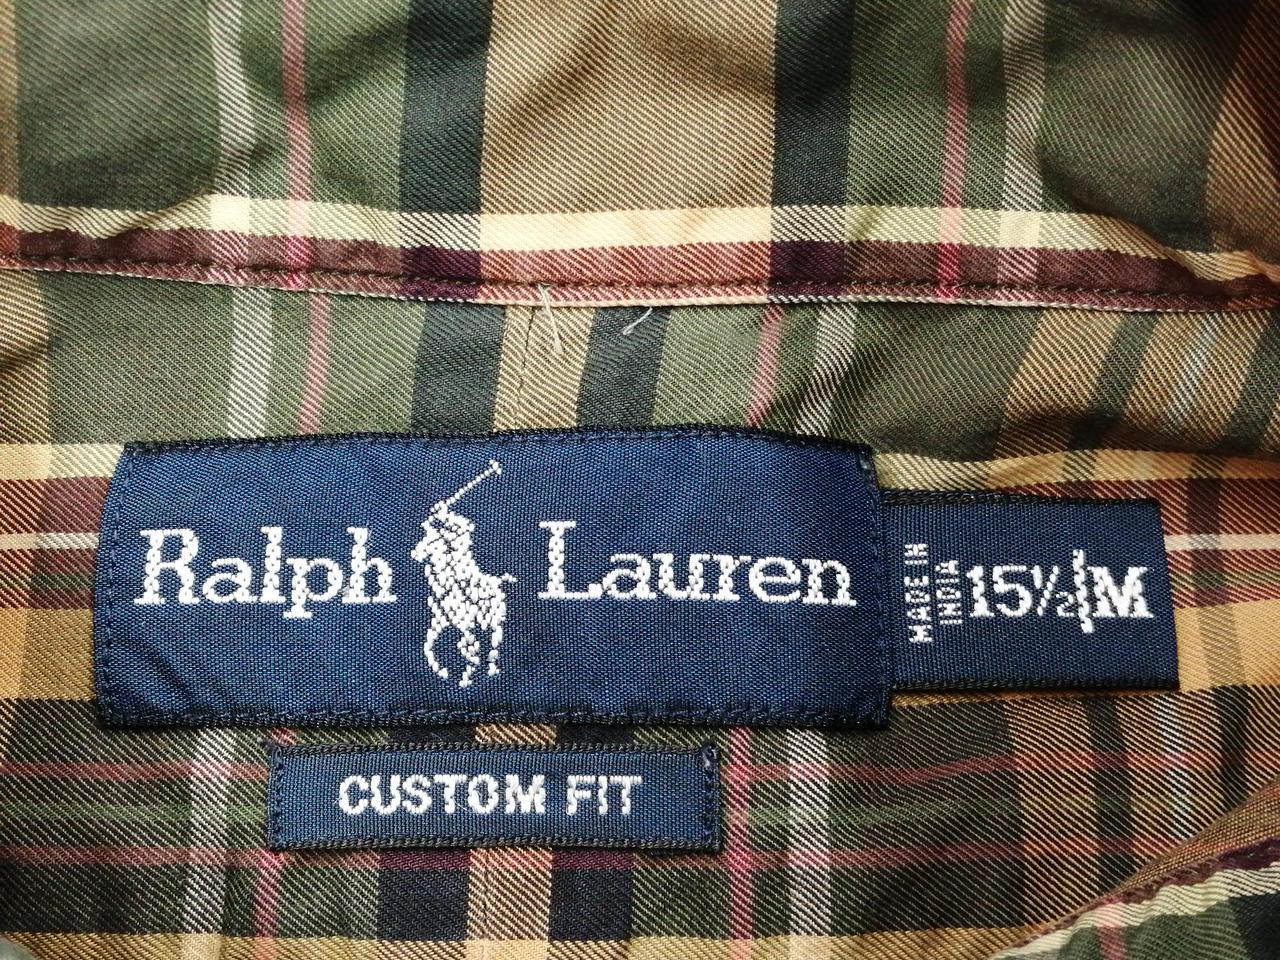 Ralph Lauren
MADE IN
INDIA
15½ M
CUSTOM FIT